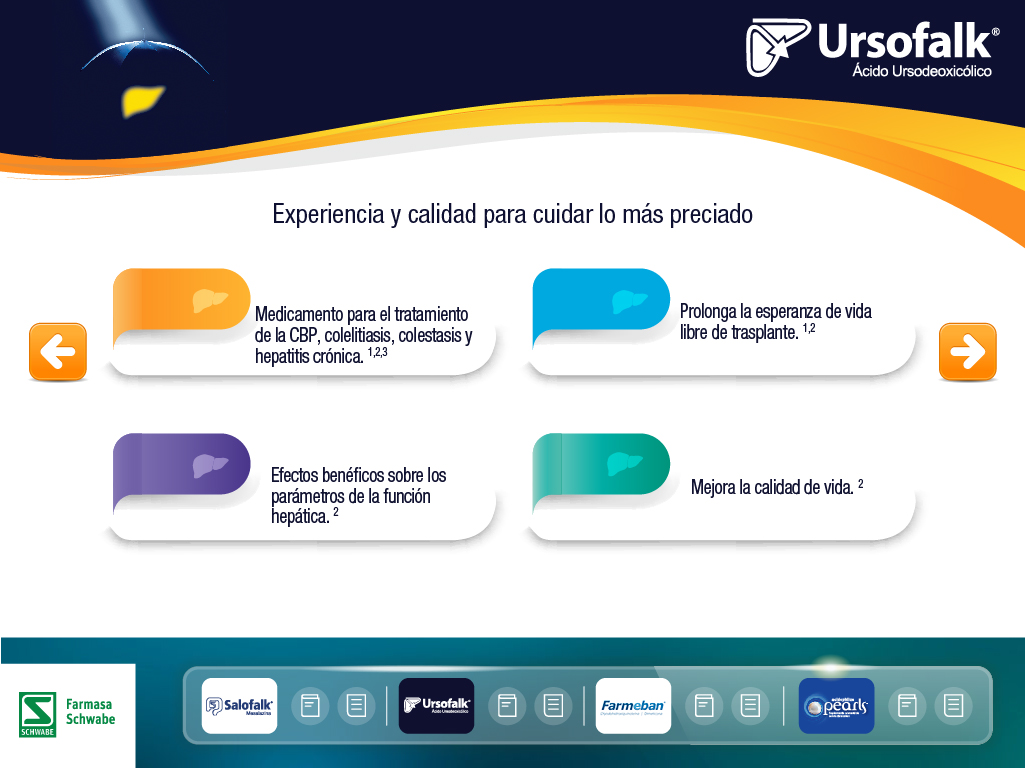 Ursofalk®
Ácido Ursodeoxicólico
Experiencia y calidad para cuidar lo más preciado
Medicamento para el tratamiento
de la CBP, colelitiasis, colestasis y
hepatitis crónica. 1,2,3
Prolonga la esperanza de vida
libre de trasplante. 1,2
Efectos benéficos sobre los
parámetros de la función
hepática. 2
Mejora la calidad de vida. 2
Farmasa
Schwabe
SCHWABE
Salofalk®
Mesalazina
Ursofalk®
Ácido Ursodeoxicólico
Farmeban®
pearls